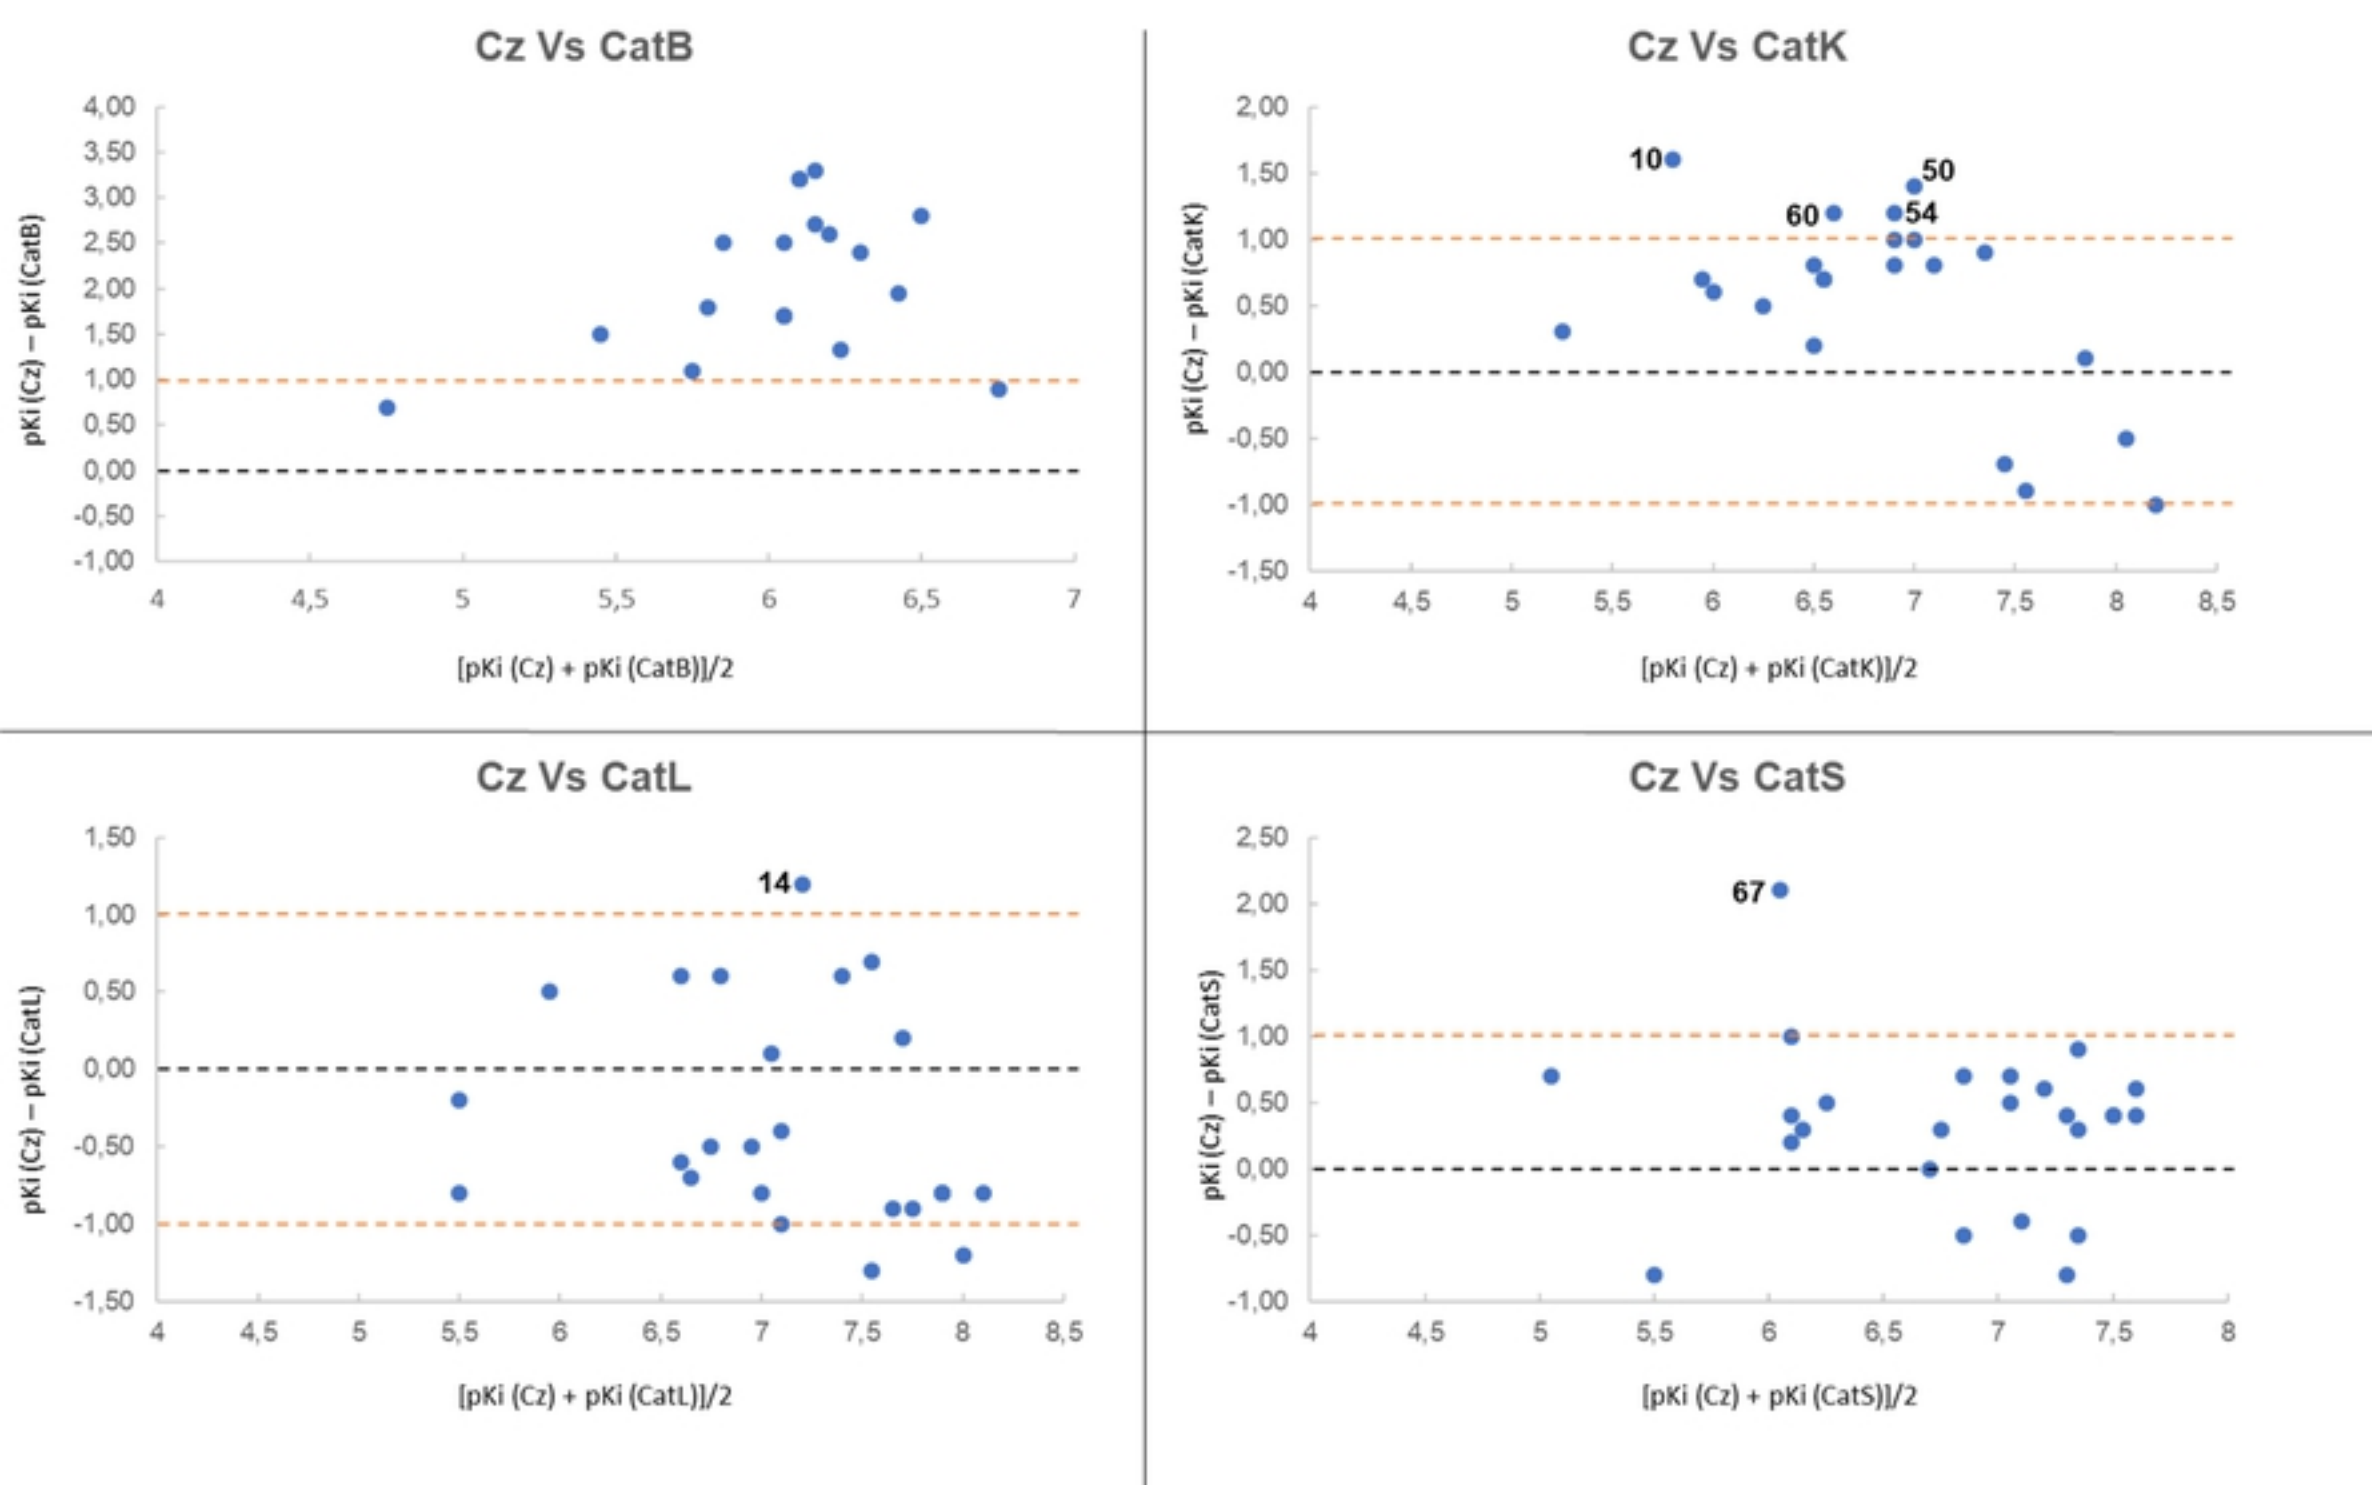 Cz Vs CatB
4,00
3,50
3,00
2,50
2,00
1,50
1,00
0,50
0,00
-0,50
-1,00
pKi (Cz) – pKi (CatB)
4 4,5 5 5,5 6 6,5 7
[pKi (Cz) + pKi (CatB)]/2
Cz Vs CatK
2,00
1,50
1,00
0,50
0,00
-0,50
-1,00
-1,50
pKi (Cz) – pKi (CatK)
10
50
60
54
4 4,5 5 5,5 6 6,5 7 7,5 8 8,5
[pKi (Cz) + pKi (CatK)]/2
Cz Vs CatL
1,50
1,00
0,50
0,00
-0,50
-1,00
-1,50
pKi (Cz) – pKi (CatL)
14
4 4,5 5 5,5 6 6,5 7 7,5 8 8,5
[pKi (Cz) + pKi (CatL)]/2
Cz Vs CatS
2,50
2,00
1,50
1,00
0,50
0,00
-0,50
-1,00
pKi (Cz) – pKi (CatS)
67
4 4,5 5 5,5 6 6,5 7 7,5 8
[pKi (Cz) + pKi (CatS)]/2